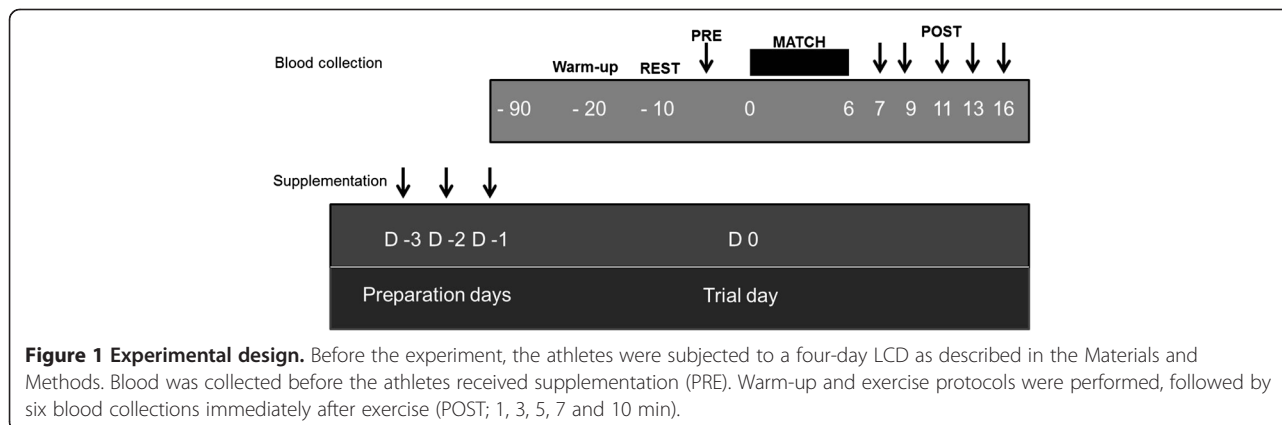 PRE
MATCH
POST
Blood collection
Warm-up REST
- 90 - 20 - 10 0 6 7 9 11 13 16
Supplementation
D -3 D -2 D -1 D 0
Preparation days Trial day
Figure 1 Experimental design. Before the experiment, the athletes were subjected to a four-day LCD as described in the Materials and
Methods. Blood was collected before the athletes received supplementation (PRE). Warm-up and exercise protocols were performed, followed by
six blood collections immediately after exercise (POST; 1, 3, 5, 7 and 10 min).